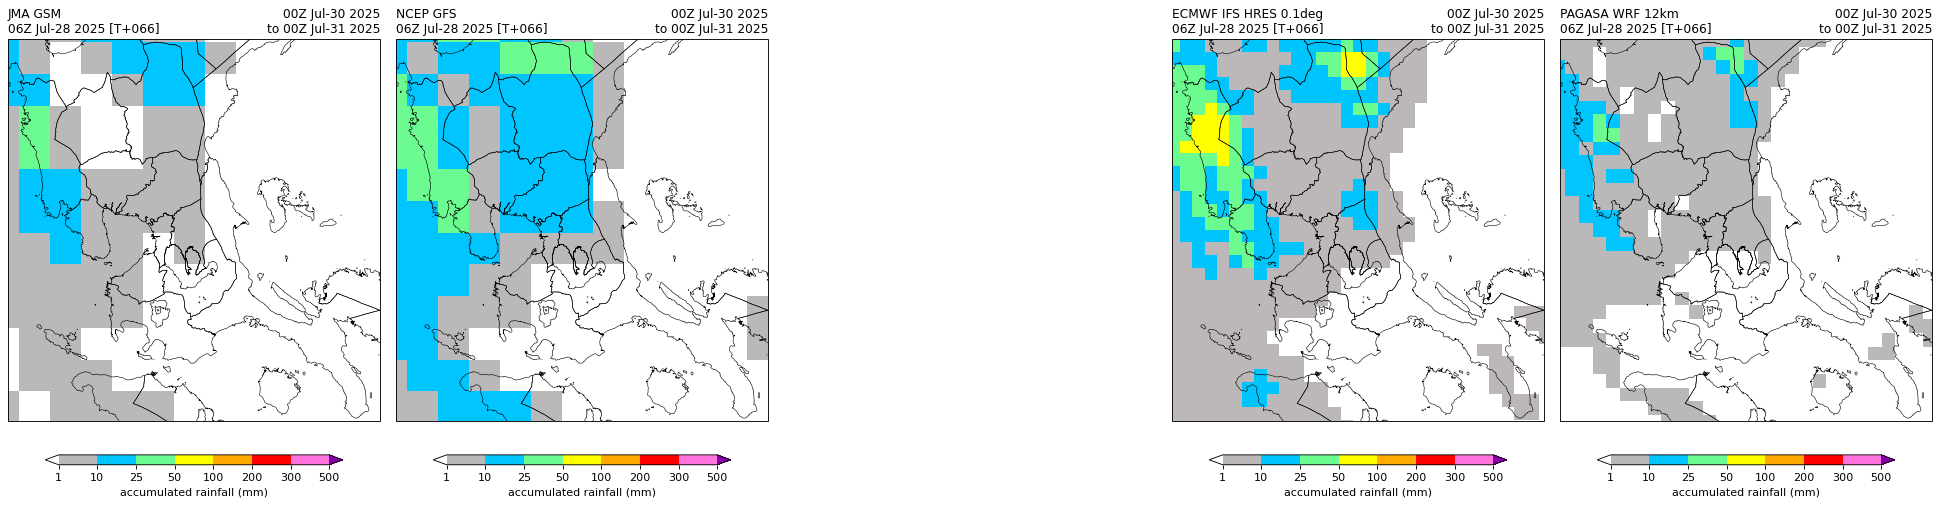 JMA GSM 00Z Jul-30 2025
06Z Jul-28 2025 [T+066] to 00Z Jul-31 2025
1 10 25 50 100 200 300 500
accumulated rainfall (mm)
NCEP GFS 00Z Jul-30 2025
06Z Jul-28 2025 [T+066] to 00Z Jul-31 2025
1 10 25 50 100 200 300 500
accumulated rainfall (mm)
ECMWF IFS HRES 0.1deg 00Z Jul-30 2025
06Z Jul-28 2025 [T+066] to 00Z Jul-31 2025
1 10 25 50 100 200 300 500
accumulated rainfall (mm)
PAGASA WRF 12km 00Z Jul-30 2025
06Z Jul-28 2025 [T+066] to 00Z Jul-31 2025
1 10 25 50 100 200 300 500
accumulated rainfall (mm)